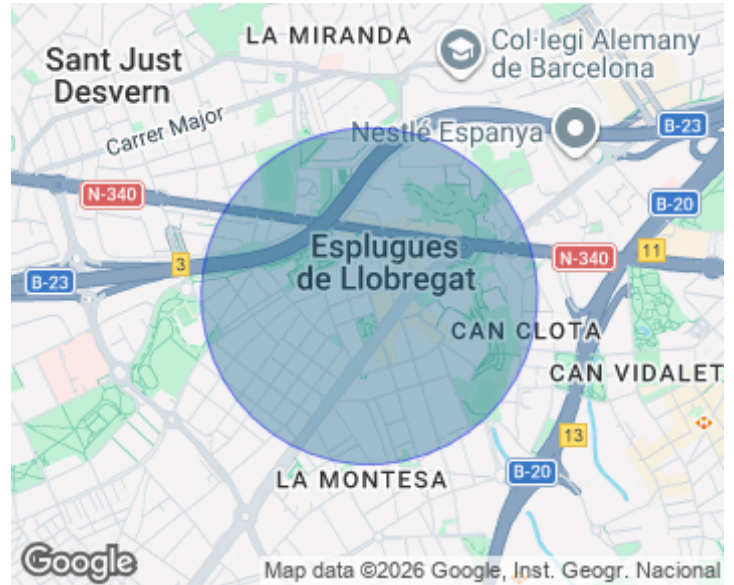 LA MIRANDA
Col·legi Alemany
de Barcelona
Sant Just
Desvern
Carrer Major
Nestlé Espanya
B-23
N-340
B-20
Esplugues
de Llobregat
11
N-340
3
B-23
CAN CLOTA
CAN VIDALET
13
B-20
LA MONTESA
Google
Map data ©2026 Google, Inst. Geogr. Nacional